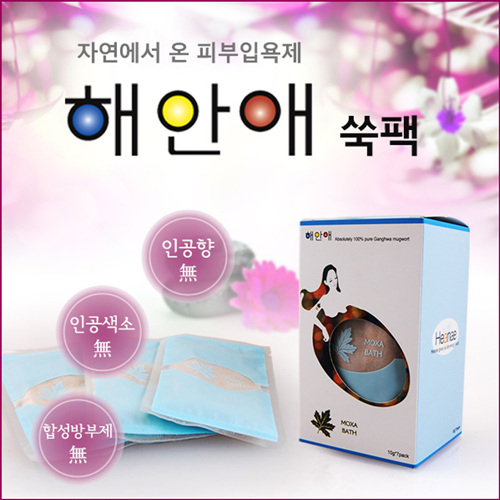 자연에서 온 피부입욕제
해안애 쑥팩
인공향
無
인공색소
無
합성방부제
無
해안애 Absolutely 100% pure Ganghwa mugwort
MOXA
BATH
MOXA
BATH
10g*7pack